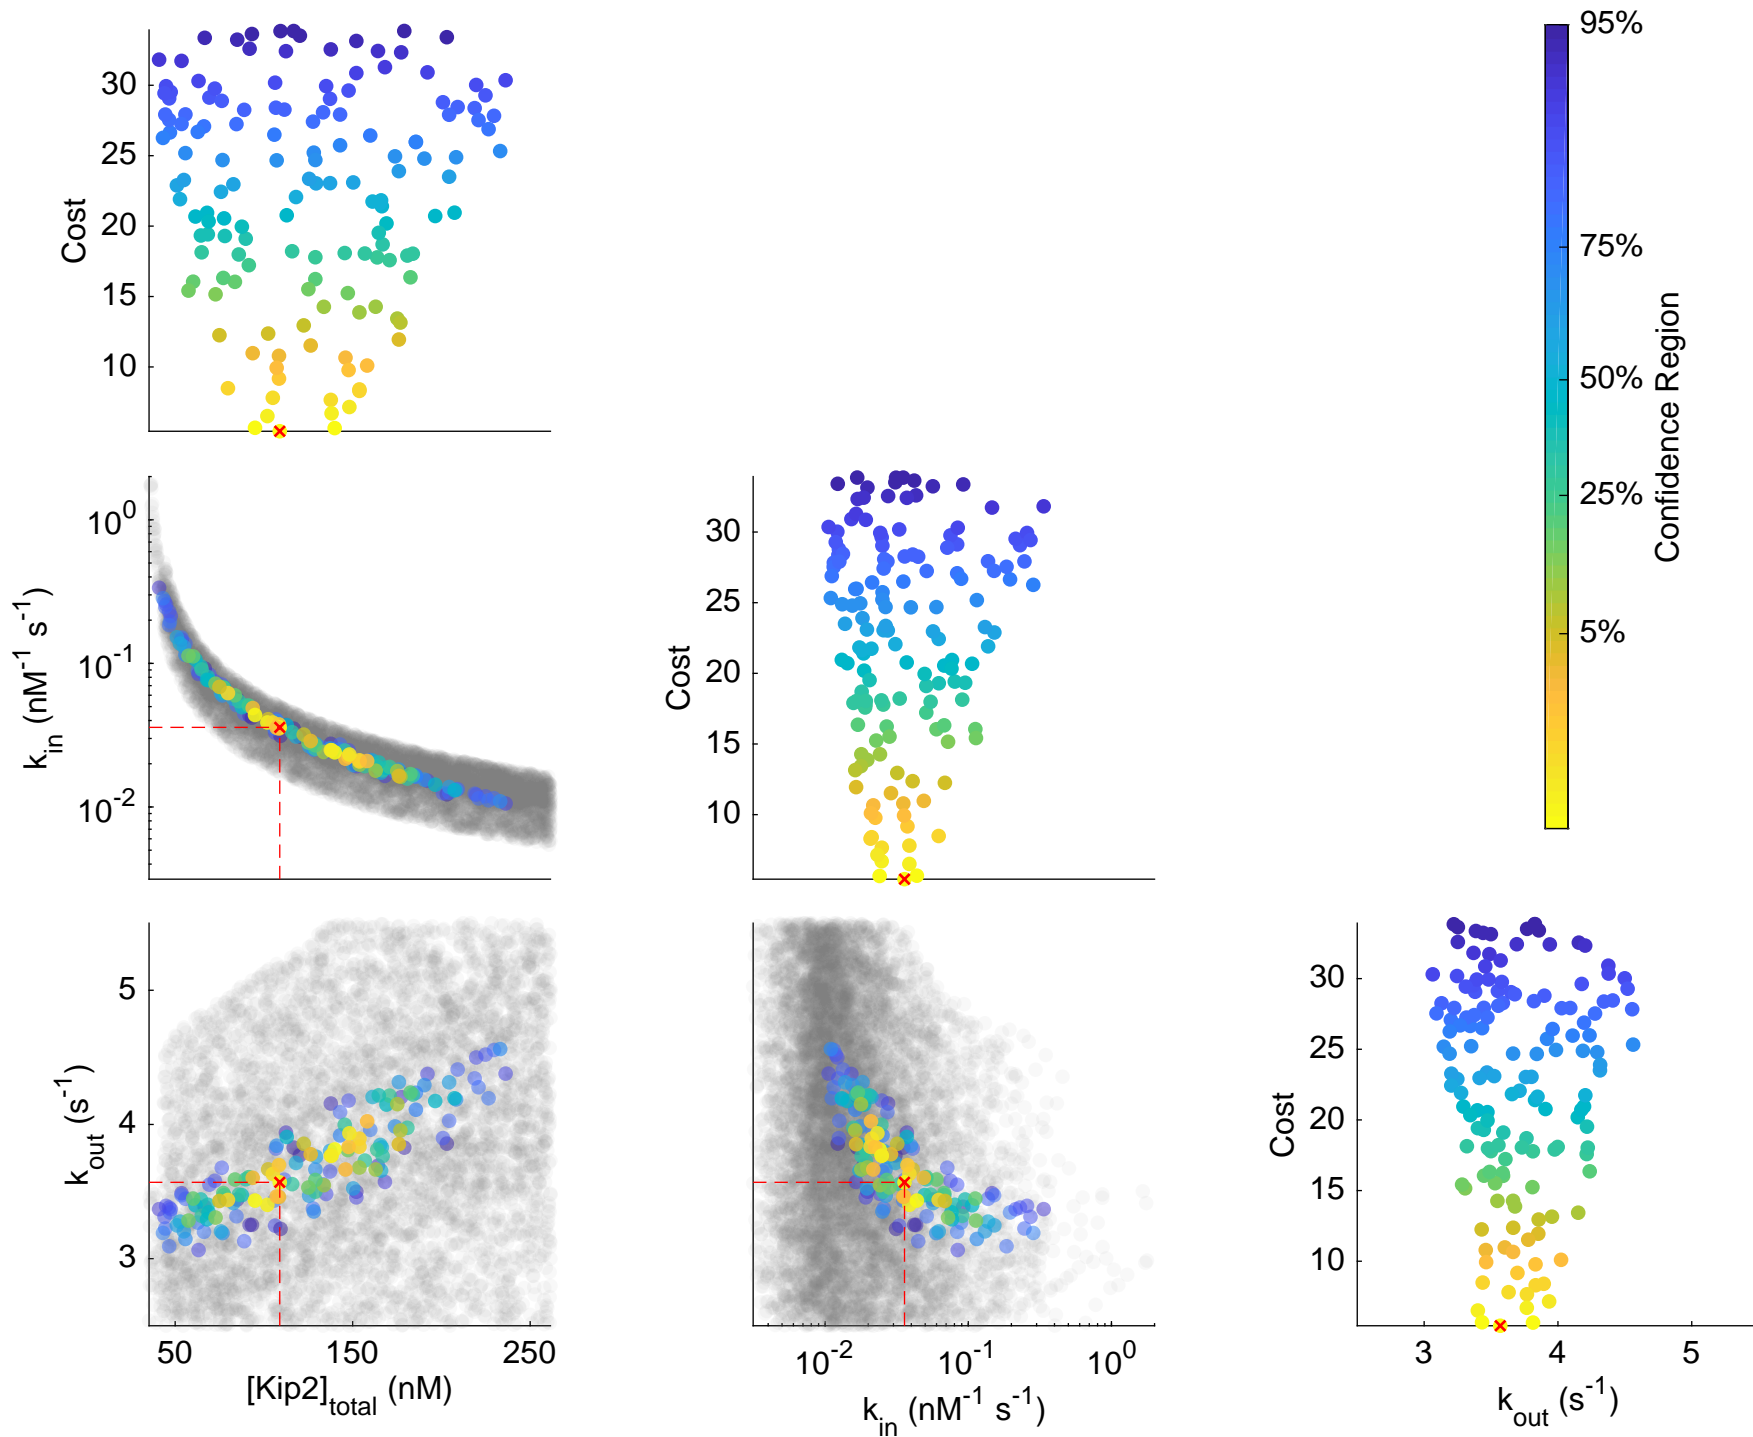 95%
30
25
75%
Cost
20
15
50%
10
Confidence Region
25%
10^0
30
5%
k_in (nM^-1 s^-1)
25
10^-1
Cost
20
15
10^-2
10
5
30
k_out (s^-1)
25
4
Cost
20
15
3
10
50 150 250
10^-2 10^-1 10^0
3 4 5
[Kip2]_total (nM)
k_in (nM^-1 s^-1)
k_out (s^-1)